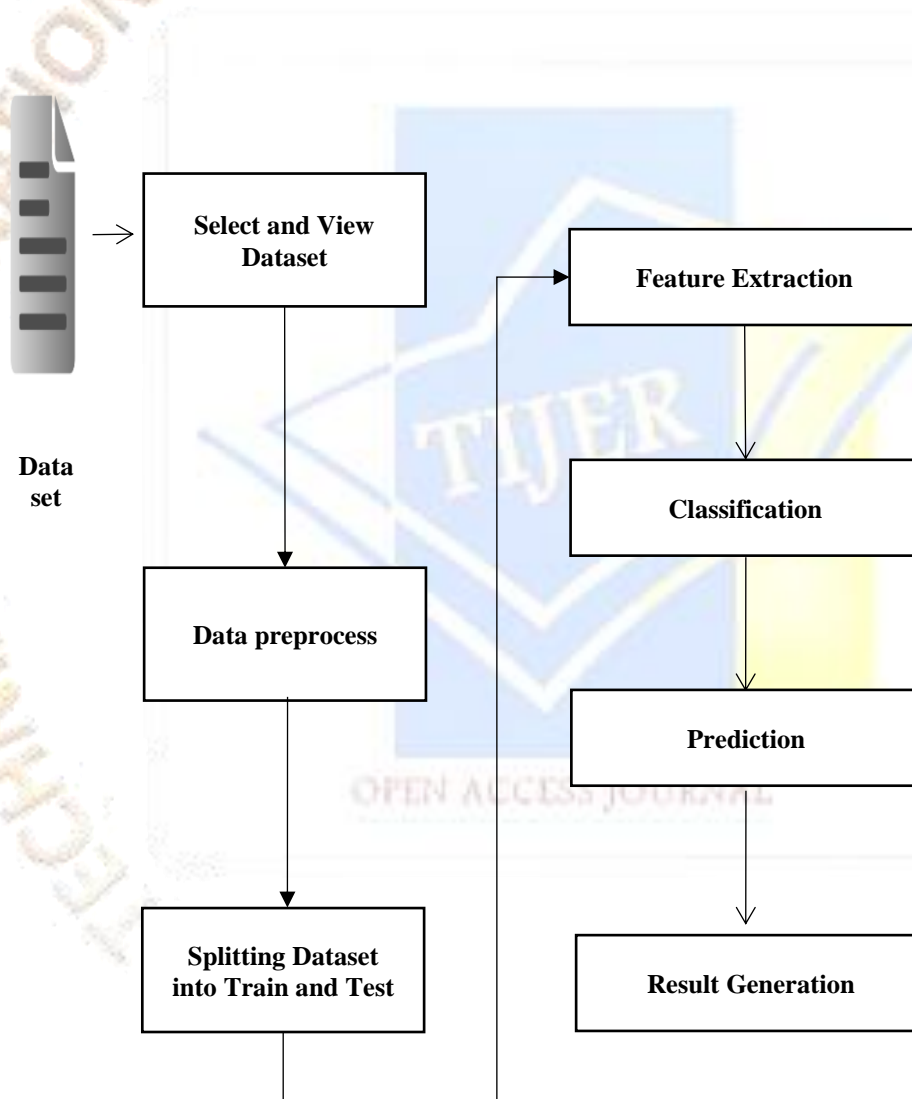 Data
set
Select and View
Dataset
Data preprocess
Splitting Dataset
into Train and Test
Feature Extraction
Classification
Prediction
Result Generation
TIJER
OPEN ACCESS JOURNAL